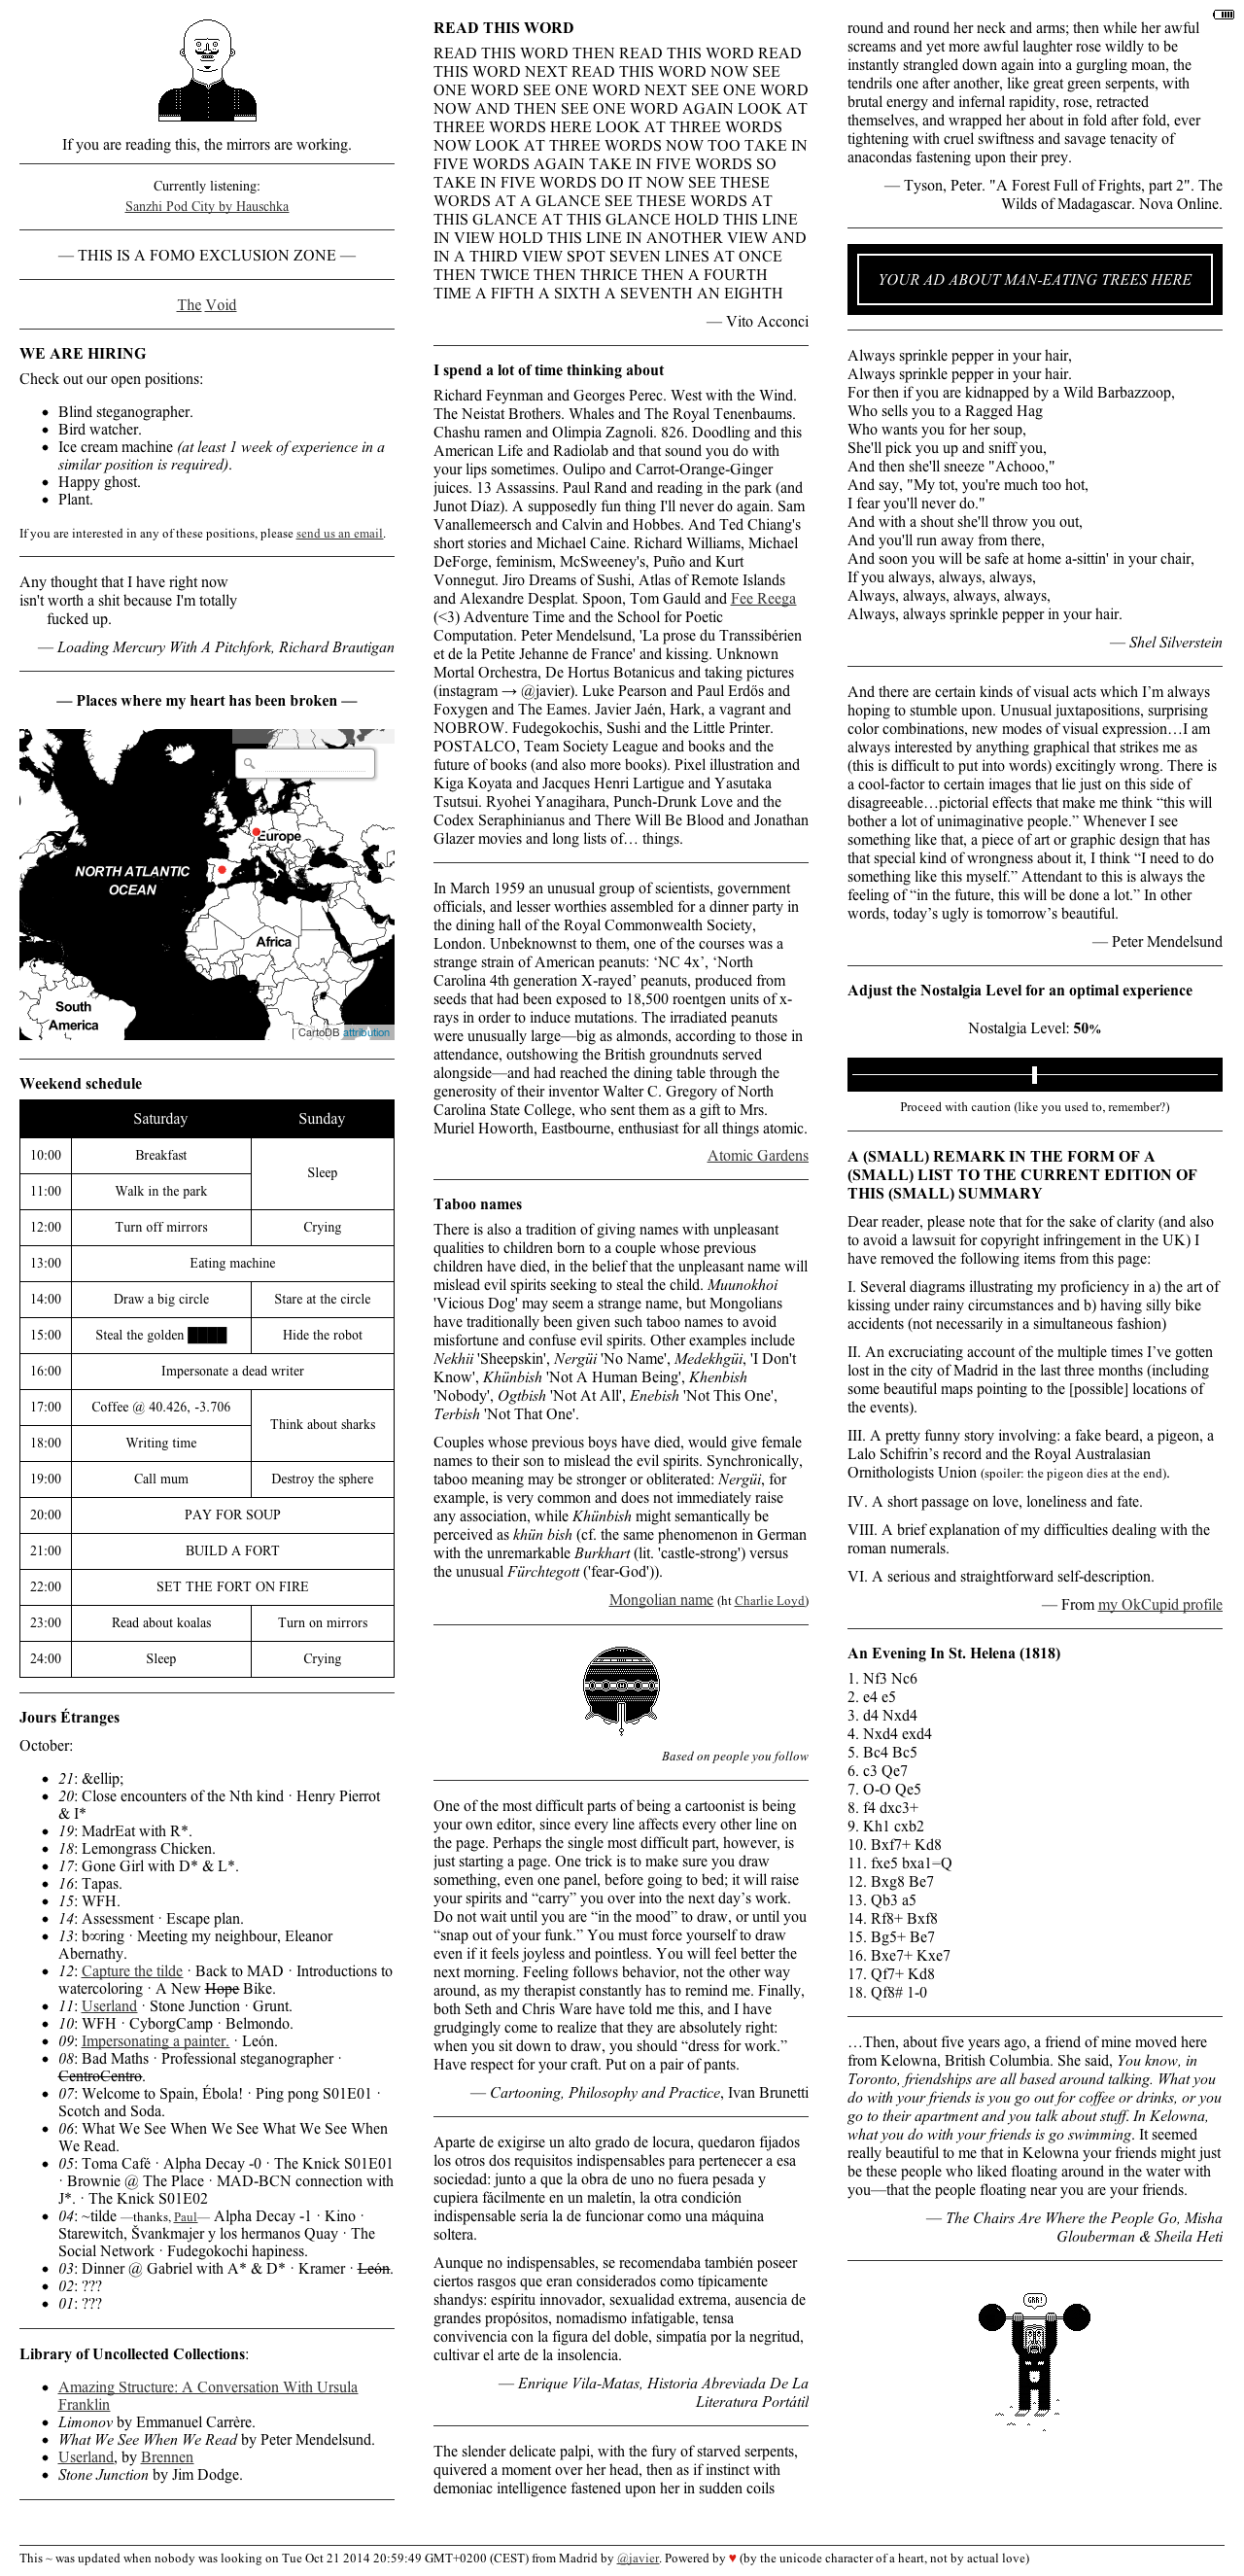 If you are reading this, the mirrors are working.
Currently listening:
Sanzhi Pod City by Hauschka
— THIS IS A FOMO EXCLUSION ZONE —
The Void
WE ARE HIRING
Check out our open positions:
• Blind steganographer.
• Bird watcher.
• Ice cream machine (at least 1 week of experience in a
similar position is required).
• Happy ghost.
• Plant.
If you are interested in any of these positions, please send us an email.
Any thought that I have right now
isn't worth a shit because I'm totally
fucked up.
— Loading Mercury With A Pitchfork, Richard Brautigan
— Places where my heart has been broken —
Europe
NORTH ATLANTIC
OCEAN
Africa
South
America
| CartoDB attribution
Weekend schedule
Saturday Sunday
10:00 Breakfast
Sleep
11:00 Walk in the park
12:00 Turn off mirrors Crying
13:00 Eating machine
14:00 Draw a big circle Stare at the circle
15:00 Steal the golden ████ Hide the robot
16:00 Impersonate a dead writer
17:00 Coffee @ 40.426, -3.706
Think about sharks
18:00 Writing time
19:00 Call mum Destroy the sphere
20:00 PAY FOR SOUP
21:00 BUILD A FORT
22:00 SET THE FORT ON FIRE
23:00 Read about koalas Turn on mirrors
24:00 Sleep Crying
Jours Étranges
October:
• 21: &ellip;
• 20: Close encounters of the Nth kind · Henry Pierrot
& I*
• 19: MadrEat with R*.
• 18: Lemongrass Chicken.
• 17: Gone Girl with D* & L*.
• 16: Tapas.
• 15: WFH.
• 14: Assessment · Escape plan.
• 13: b∞ring · Meeting my neighbour, Eleanor
Abernathy.
• 12: Capture the tilde · Back to MAD · Introductions to
watercoloring · A New Hope Bike.
• 11: Userland · Stone Junction · Grunt.
• 10: WFH · CyborgCamp · Belmondo.
• 09: Impersonating a painter. · León.
• 08: Bad Maths · Professional steganographer ·
CentroCentro.
• 07: Welcome to Spain, Ébola! · Ping pong S01E01 ·
Scotch and Soda.
• 06: What We See When We See What We See When
We Read.
• 05: Toma Café · Alpha Decay -0 · The Knick S01E01
· Brownie @ The Place · MAD-BCN connection with
J*. · The Knick S01E02
• 04: ~tilde —thanks, Paul— Alpha Decay -1 · Kino ·
Starewitch, Švankmajer y los hermanos Quay · The
Social Network · Fudegokochi hapiness.
• 03: Dinner @ Gabriel with A* & D* · Kramer · León.
• 02: ???
• 01: ???
Library of Uncollected Collections:
• Amazing Structure: A Conversation With Ursula
Franklin
• Limonov by Emmanuel Carrère.
• What We See When We Read by Peter Mendelsund.
• Userland, by Brennen
• Stone Junction by Jim Dodge.
READ THIS WORD
READ THIS WORD THEN READ THIS WORD READ
THIS WORD NEXT READ THIS WORD NOW SEE
ONE WORD SEE ONE WORD NEXT SEE ONE WORD
NOW AND THEN SEE ONE WORD AGAIN LOOK AT
THREE WORDS HERE LOOK AT THREE WORDS
NOW LOOK AT THREE WORDS NOW TOO TAKE IN
FIVE WORDS AGAIN TAKE IN FIVE WORDS SO
TAKE IN FIVE WORDS DO IT NOW SEE THESE
WORDS AT A GLANCE SEE THESE WORDS AT
THIS GLANCE AT THIS GLANCE HOLD THIS LINE
IN VIEW HOLD THIS LINE IN ANOTHER VIEW AND
IN A THIRD VIEW SPOT SEVEN LINES AT ONCE
THEN TWICE THEN THRICE THEN A FOURTH
TIME A FIFTH A SIXTH A SEVENTH AN EIGHTH
— Vito Acconci
I spend a lot of time thinking about
Richard Feynman and Georges Perec. West with the Wind.
The Neistat Brothers. Whales and The Royal Tenenbaums.
Chashu ramen and Olimpia Zagnoli. 826. Doodling and this
American Life and Radiolab and that sound you do with
your lips sometimes. Oulipo and Carrot-Orange-Ginger
juices. 13 Assassins. Paul Rand and reading in the park (and
Junot Díaz). A supposedly fun thing I'll never do again. Sam
Vanallemeersch and Calvin and Hobbes. And Ted Chiang's
short stories and Michael Caine. Richard Williams, Michael
DeForge, feminism, McSweeney's, Puño and Kurt
Vonnegut. Jiro Dreams of Sushi, Atlas of Remote Islands
and Alexandre Desplat. Spoon, Tom Gauld and Fee Reega
(<3) Adventure Time and the School for Poetic
Computation. Peter Mendelsund, 'La prose du Transsibérien
et de la Petite Jehanne de France' and kissing. Unknown
Mortal Orchestra, De Hortus Botanicus and taking pictures
(instagram → @javier). Luke Pearson and Paul Erdös and
Foxygen and The Eames. Javier Jaén, Hark, a vagrant and
NOBROW. Fudegokochis, Sushi and the Little Printer.
POSTALCO, Team Society League and books and the
future of books (and also more books). Pixel illustration and
Kiga Koyata and Jacques Henri Lartigue and Yasutaka
Tsutsui. Ryohei Yanagihara, Punch-Drunk Love and the
Codex Seraphinianus and There Will Be Blood and Jonathan
Glazer movies and long lists of… things.
In March 1959 an unusual group of scientists, government
officials, and lesser worthies assembled for a dinner party in
the dining hall of the Royal Commonwealth Society,
London. Unbeknownst to them, one of the courses was a
strange strain of American peanuts: ‘NC 4x’, ‘North
Carolina 4th generation X-rayed’ peanuts, produced from
seeds that had been exposed to 18,500 roentgen units of x-
rays in order to induce mutations. The irradiated peanuts
were unusually large—big as almonds, according to those in
attendance, outshowing the British groundnuts served
alongside—and had reached the dining table through the
generosity of their inventor Walter C. Gregory of North
Carolina State College, who sent them as a gift to Mrs.
Muriel Howorth, Eastbourne, enthusiast for all things atomic.
Atomic Gardens
Taboo names
There is also a tradition of giving names with unpleasant
qualities to children born to a couple whose previous
children have died, in the belief that the unpleasant name will
mislead evil spirits seeking to steal the child. Muunokhoi
'Vicious Dog' may seem a strange name, but Mongolians
have traditionally been given such taboo names to avoid
misfortune and confuse evil spirits. Other examples include
Nekhii 'Sheepskin', Nergüi 'No Name', Medekhgüi, 'I Don't
Know', Khünbish 'Not A Human Being', Khenbish
'Nobody', Ogtbish 'Not At All', Enebish 'Not This One',
Terbish 'Not That One'.
Couples whose previous boys have died, would give female
names to their son to mislead the evil spirits. Synchronically,
taboo meaning may be stronger or obliterated: Nergüi, for
example, is very common and does not immediately raise
any association, while Khünbish might semantically be
perceived as khün bish (cf. the same phenomenon in German
with the unremarkable Burkhart (lit. 'castle-strong') versus
the unusual Fürchtegott ('fear-God')).
Mongolian name (ht Charlie Loyd)
Based on people you follow
One of the most difficult parts of being a cartoonist is being
your own editor, since every line affects every other line on
the page. Perhaps the single most difficult part, however, is
just starting a page. One trick is to make sure you draw
something, even one panel, before going to bed; it will raise
your spirits and “carry” you over into the next day’s work.
Do not wait until you are “in the mood” to draw, or until you
“snap out of your funk.” You must force yourself to draw
even if it feels joyless and pointless. You will feel better the
next morning. Feeling follows behavior, not the other way
around, as my therapist constantly has to remind me. Finally,
both Seth and Chris Ware have told me this, and I have
grudgingly come to realize that they are absolutely right:
when you sit down to draw, you should “dress for work.”
Have respect for your craft. Put on a pair of pants.
— Cartooning, Philosophy and Practice, Ivan Brunetti
Aparte de exigirse un alto grado de locura, quedaron fijados
los otros dos requisitos indispensables para pertenecer a esa
sociedad: junto a que la obra de uno no fuera pesada y
cupiera fácilmente en un maletín, la otra condición
indispensable sería la de funcionar como una máquina
soltera.
Aunque no indispensables, se recomendaba también poseer
ciertos rasgos que eran considerados como típicamente
shandys: espíritu innovador, sexualidad extrema, ausencia de
grandes propósitos, nomadismo infatigable, tensa
convivencia con la figura del doble, simpatía por la negritud,
cultivar el arte de la insolencia.
— Enrique Vila-Matas, Historia Abreviada De La
Literatura Portátil
The slender delicate palpi, with the fury of starved serpents,
quivered a moment over her head, then as if instinct with
demoniac intelligence fastened upon her in sudden coils
round and round her neck and arms; then while her awful
screams and yet more awful laughter rose wildly to be
instantly strangled down again into a gurgling moan, the
tendrils one after another, like great green serpents, with
brutal energy and infernal rapidity, rose, retracted
themselves, and wrapped her about in fold after fold, ever
tightening with cruel swiftness and savage tenacity of
anacondas fastening upon their prey.
— Tyson, Peter. "A Forest Full of Frights, part 2". The
Wilds of Madagascar. Nova Online.
YOUR AD ABOUT MAN-EATING TREES HERE
Always sprinkle pepper in your hair,
Always sprinkle pepper in your hair.
For then if you are kidnapped by a Wild Barbazzoop,
Who sells you to a Ragged Hag
Who wants you for her soup,
She'll pick you up and sniff you,
And then she'll sneeze "Achooo,"
And say, "My tot, you're much too hot,
I fear you'll never do."
And with a shout she'll throw you out,
And you'll run away from there,
And soon you will be safe at home a-sittin' in your chair,
If you always, always, always,
Always, always, always, always,
Always, always sprinkle pepper in your hair.
— Shel Silverstein
And there are certain kinds of visual acts which I’m always
hoping to stumble upon. Unusual juxtapositions, surprising
color combinations, new modes of visual expression…I am
always interested by anything graphical that strikes me as
(this is difficult to put into words) excitingly wrong. There is
a cool-factor to certain images that lie just on this side of
disagreeable…pictorial effects that make me think “this will
bother a lot of unimaginative people.” Whenever I see
something like that, a piece of art or graphic design that has
that special kind of wrongness about it, I think “I need to do
something like this myself.” Attendant to this is always the
feeling of “in the future, this will be done a lot.” In other
words, today’s ugly is tomorrow’s beautiful.
— Peter Mendelsund
Adjust the Nostalgia Level for an optimal experience
Nostalgia Level: 50%
Proceed with caution (like you used to, remember?)
A (SMALL) REMARK IN THE FORM OF A
(SMALL) LIST TO THE CURRENT EDITION OF
THIS (SMALL) SUMMARY
Dear reader, please note that for the sake of clarity (and also
to avoid a lawsuit for copyright infringement in the UK) I
have removed the following items from this page:
I. Several diagrams illustrating my proficiency in a) the art of
kissing under rainy circumstances and b) having silly bike
accidents (not necessarily in a simultaneous fashion)
II. An excruciating account of the multiple times I’ve gotten
lost in the city of Madrid in the last three months (including
some beautiful maps pointing to the [possible] locations of
the events).
III. A pretty funny story involving: a fake beard, a pigeon, a
Lalo Schifrin’s record and the Royal Australasian
Ornithologists Union (spoiler: the pigeon dies at the end).
IV. A short passage on love, loneliness and fate.
VIII. A brief explanation of my difficulties dealing with the
roman numerals.
VI. A serious and straightforward self-description.
— From my OkCupid profile
An Evening In St. Helena (1818)
1. Nf3 Nc6
2. e4 e5
3. d4 Nxd4
4. Nxd4 exd4
5. Bc4 Bc5
6. c3 Qe7
7. O-O Qe5
8. f4 dxc3+
9. Kh1 cxb2
10. Bxf7+ Kd8
11. fxe5 bxa1=Q
12. Bxg8 Be7
13. Qb3 a5
14. Rf8+ Bxf8
15. Bg5+ Be7
16. Bxe7+ Kxe7
17. Qf7+ Kd8
18. Qf8# 1-0
…Then, about five years ago, a friend of mine moved here
from Kelowna, British Columbia. She said, You know, in
Toronto, friendships are all based around talking. What you
do with your friends is you go out for coffee or drinks, or you
go to their apartment and you talk about stuff. In Kelowna,
what you do with your friends is go swimming. It seemed
really beautiful to me that in Kelowna your friends might just
be these people who liked floating around in the water with
you—that the people floating near you are your friends.
— The Chairs Are Where the People Go, Misha
Glouberman & Sheila Heti
GRR!
This ~ was updated when nobody was looking on Tue Oct 21 2014 20:59:49 GMT+0200 (CEST) from Madrid by @javier. Powered by ♥ (by the unicode character of a heart, not by actual love)